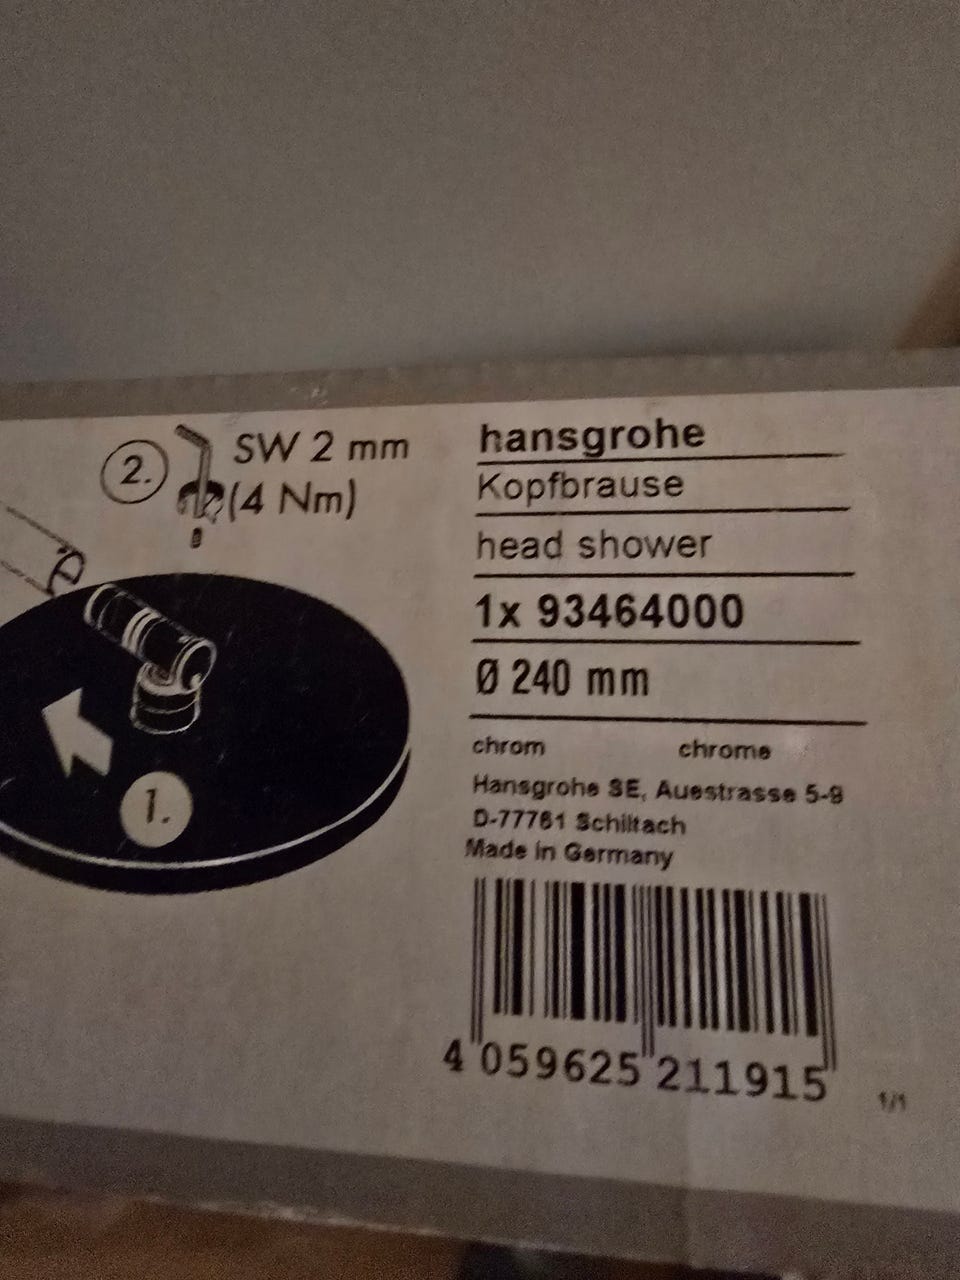 2.
SW 2 mm
(4 Nm)
1.
hansgrohe
Kopfbrause
head shower
1x 93464000
Ø 240 mm
chrom chrome
Hansgrohe SE, Auestrasse 5-9
D-77761 Schiltach
Made in Germany
4 059625 211915
1/1